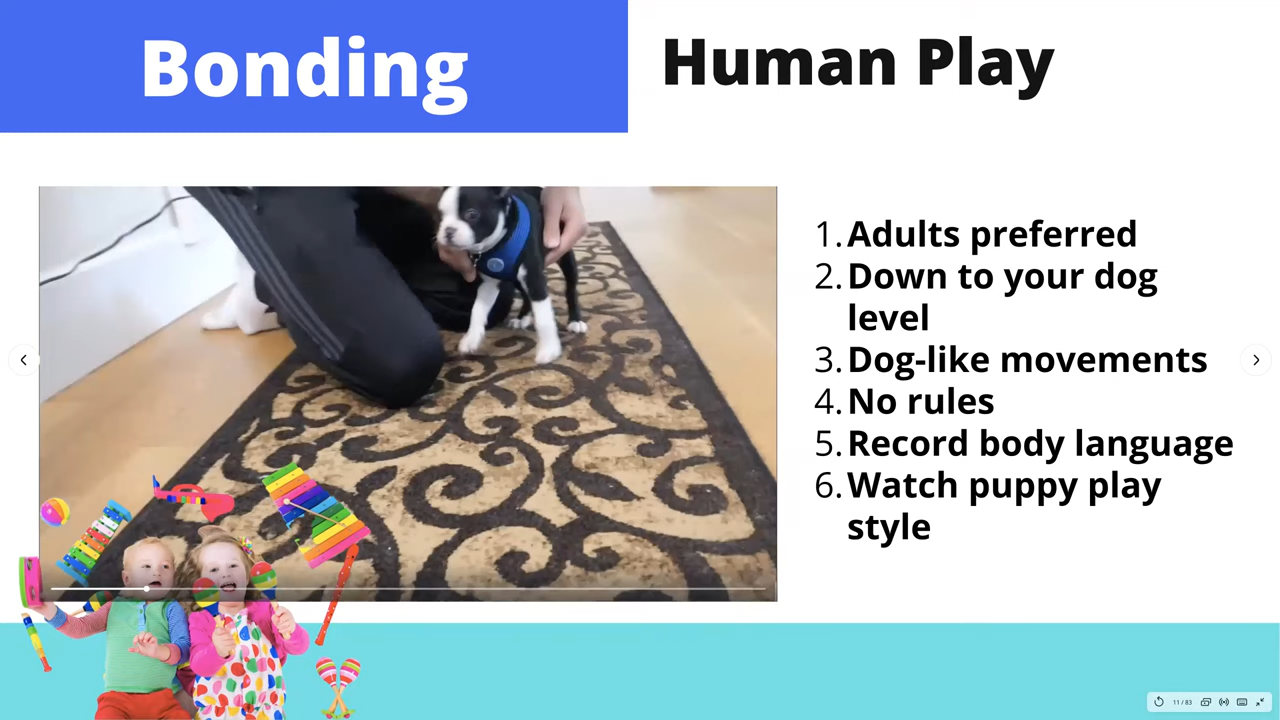 Bonding
Human Play
1. Adults preferred
2. Down to your dog
level
3. Dog-like movements
4. No rules
5. Record body language
6. Watch puppy play
style
11 / 83